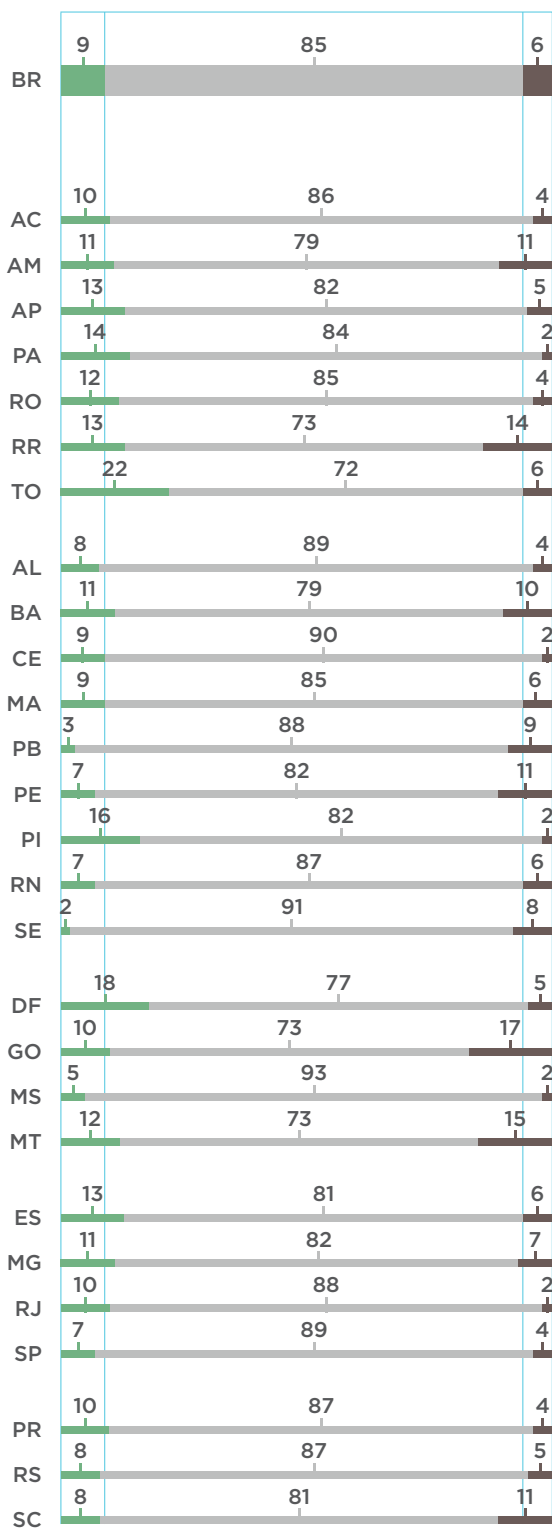 9 85 6
BR
10 86 4
AC
11 79 11
AM
13 82 5
AP
14 84 2
PA
12 85 4
RO
13 73 14
RR
22 72 6
TO
8 89 4
AL
11 79 10
BA
9 90 2
CE
9 85 6
MA
3 88 9
PB
7 82 11
PE
16 82 2
PI
7 87 6
RN
2 91 8
SE
18 77 5
DF
10 73 17
GO
5 93 2
MS
12 73 15
MT
13 81 6
ES
11 82 7
MG
10 88 2
RJ
7 89 4
SP
10 87 4
PR
8 87 5
RS
8 81 11
SC